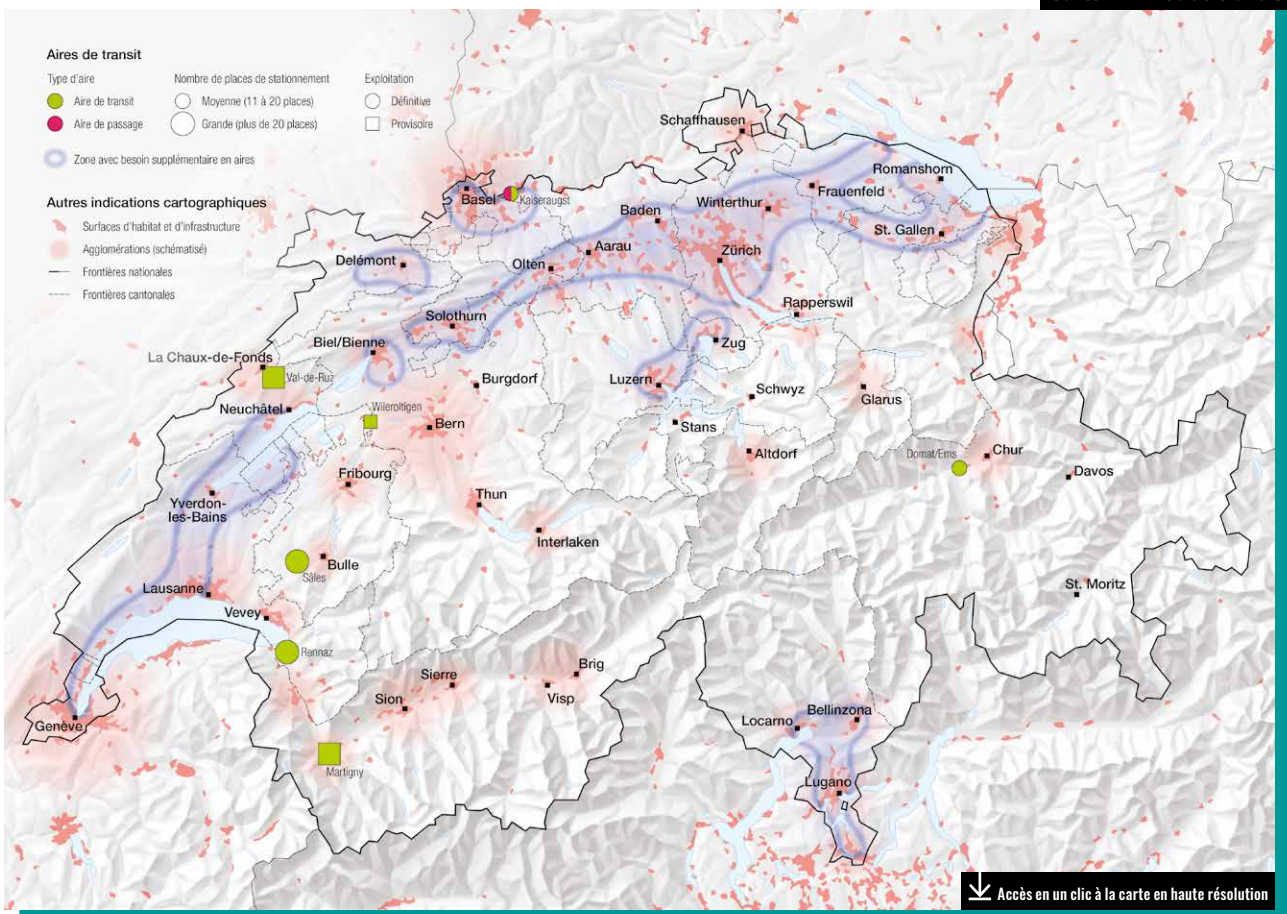 Aires de transit
Type d'aire
Aire de transit
Aire de passage
Nombre de places de stationnement
Moyenne (11 à 20 places)
Grande (plus de 20 places)
Exploitation
Définitive
Provisoire
Zone avec besoin supplémentaire en aires
Autres indications cartographiques
Surfaces d'habitat et d'infrastructure
Agglomérations (schématisé)
Frontières nationales
Frontières cantonales
Schaffhausen
Romanshorn
Frauenfeld
Basel
Kaiseraugst
Winterthur
Baden
St. Gallen
Aarau
Zürich
Delémont
Olten
Rapperswil
Solothurn
Biel/Bienne
Zug
La Chaux-de-Fonds
Val-de-Ruz
Burgdorf
Luzern
Schwyz
Glarus
Neuchâtel
Wileroltigen
Bern
Stans
Altdorf
Domat/Ems
Chur
Davos
Fribourg
Yverdon-
les-Bains
Thun
Interlaken
Bulle
Sâles
Lausanne
St. Moritz
Vevey
Rennaz
Brig
Sierre
Visp
Sion
Genève
Locarno
Bellinzona
Martigny
Lugano
Accès en un clic à la carte en haute résolution